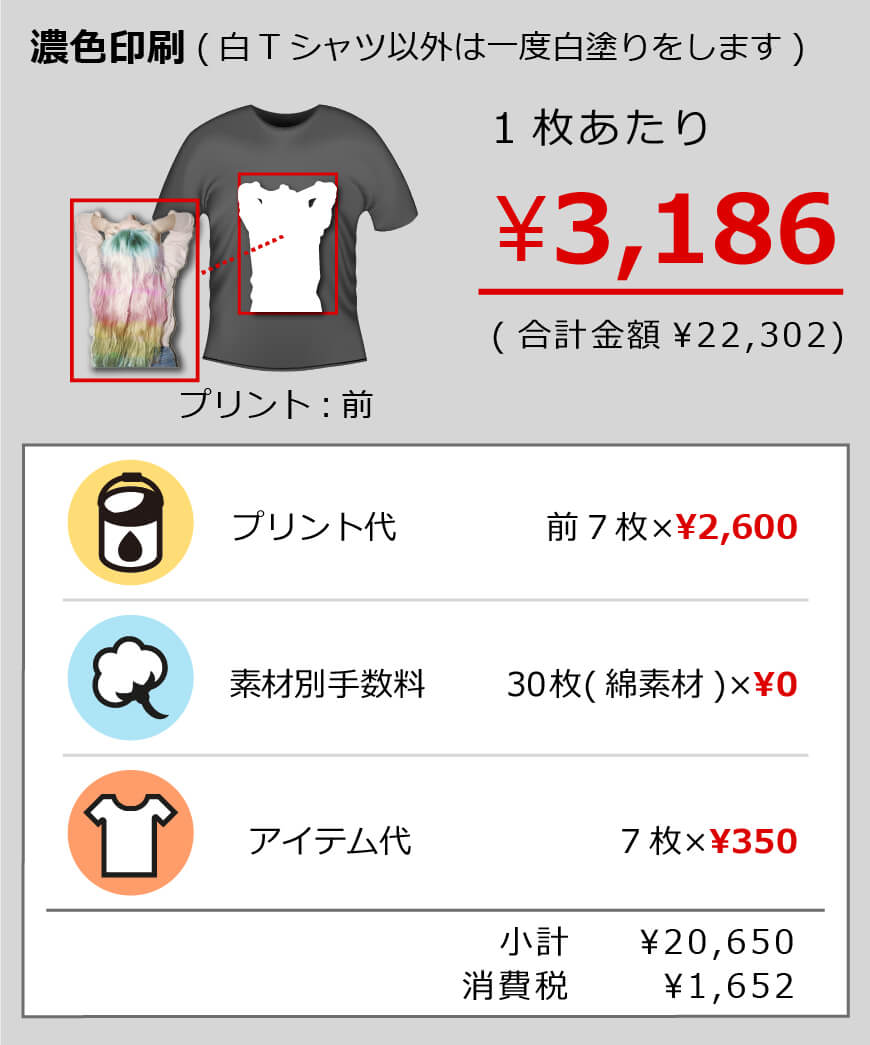 濃色印刷 ( 白 T シャツ以外は一度白塗りをします )
1 枚あたり
¥3,186
( 合計金額 ¥22,302)
プリント : 前
プリント代 前 7 枚×¥2,600
素材別手数料 30枚( 綿素材 )×¥0
アイテム代 7 枚×¥350
小計 ¥20,650
消費税 ¥1,652